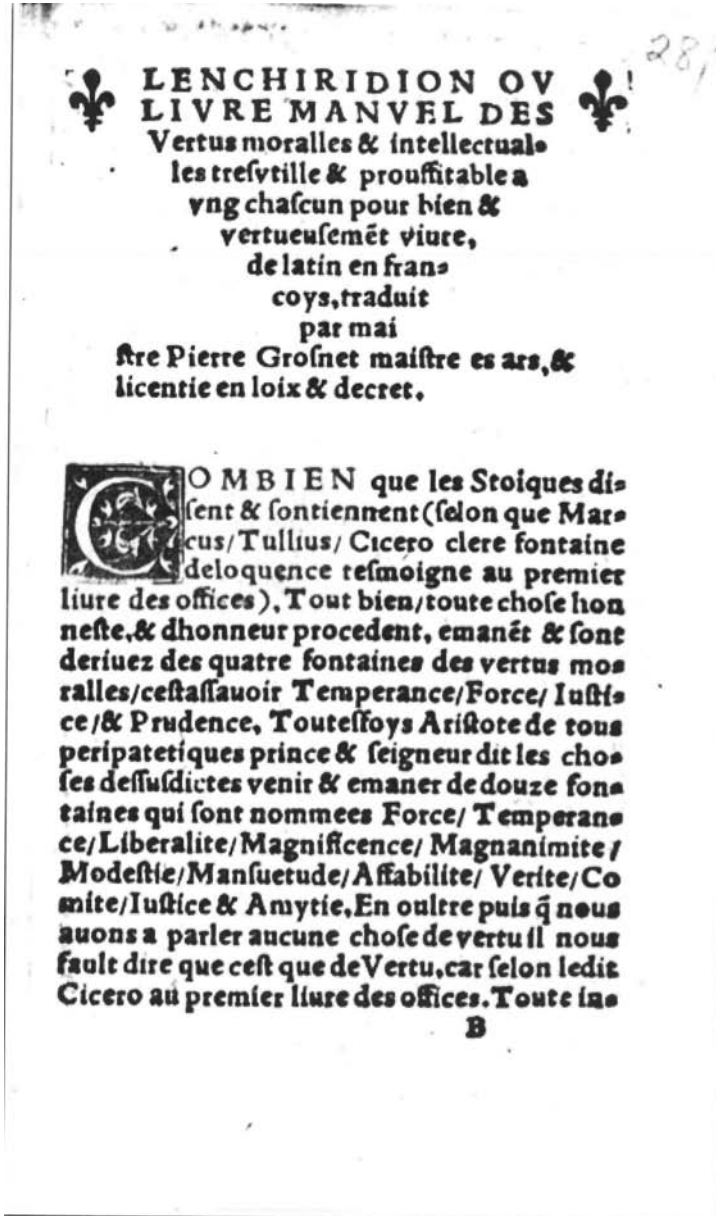 28,
LENCHIRIDION OV
LIVRE MANVEL DES
Vertus moralles & intellectual-
les treſvtille & prouffitable a
vng chaſcun pour bien &
vertueuſemēt viure,
de latin en fran-
coys, traduit
par mai
ſtre Pierre Groſnet maiſtre es ars, &
licentie en loix & decret.
COMBIEN que les Stoiques di-
ſent & ſontiennent (ſelon que Mar-
cus/Tullius/ Cicero clere fontaine
deloquence teſmoigne au premier
liure des offices), Tout bien/toute choſe hon
neſte, & dhonneur procedent, emanēt & ſont
deriuez des quatre fontaines des vertus mo-
ralles/ceſtaſſauoir Temperance/Force/ Iuſti-
ce/& Prudence, Touteſfoys Ariſtote de tous
peripatetiques prince & ſeigneur dit les cho-
ſes deſſuſdictes venir & emaner de douze fon-
taines qui ſont nommees Force/ Temperan-
ce/Liberalite/Magnificence/ Magnanimite/
Modeſtie/Manſuetude/Affabilite/ Verite/Co
mite/Iuſtice & Amytie, En oultre puis q̄ nous
auons a parler aucune choſe de vertu il nous
fault dire que ceſt que de Vertu, car ſelon ledit
Cicero au premier liure des offices. Toute in-
B